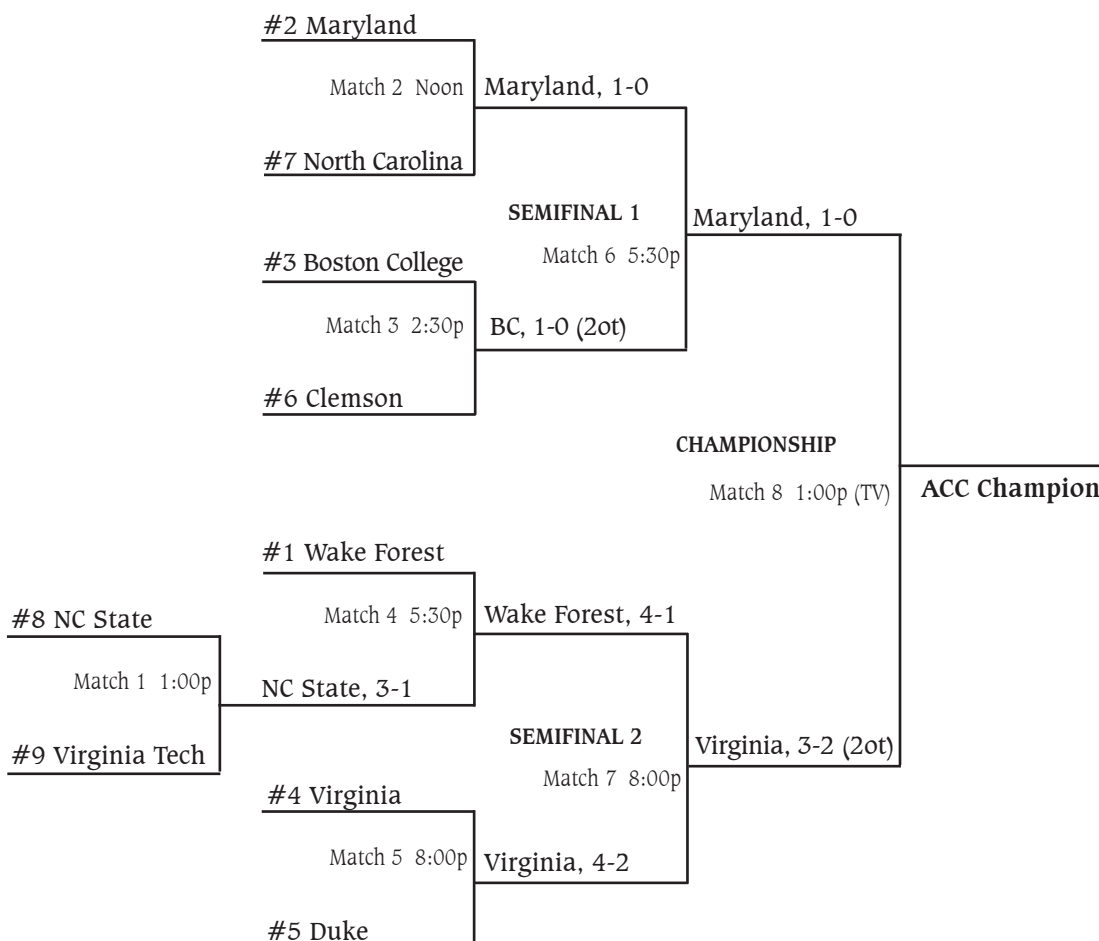 #2 Maryland
Match 2 Noon
Maryland, 1-0
#7 North Carolina
SEMIFINAL 1
Maryland, 1-0
Match 6 5:30p
#3 Boston College
Match 3 2:30p
BC, 1-0 (2ot)
#6 Clemson
CHAMPIONSHIP
Match 8 1:00p (TV)
ACC Champion
#1 Wake Forest
#8 NC State
Match 4 5:30p
Wake Forest, 4-1
Match 1 1:00p
NC State, 3-1
#9 Virginia Tech
SEMIFINAL 2
Virginia, 3-2 (2ot)
Match 7 8:00p
#4 Virginia
Match 5 8:00p
Virginia, 4-2
#5 Duke